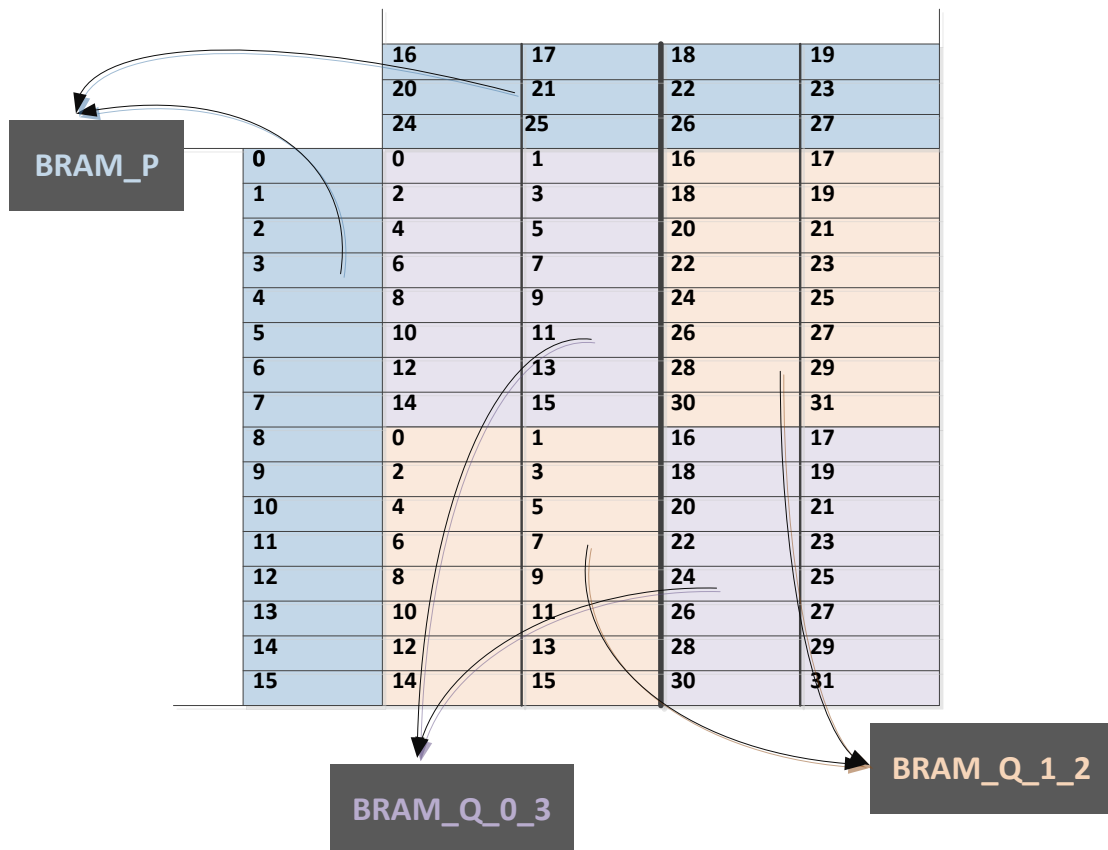 16 17 18 19
20 21 22 23
24 25 26 27
BRAM_P
0 0 1 16 17
1 2 3 18 19
2 4 5 20 21
3 6 7 22 23
4 8 9 24 25
5 10 11 26 27
6 12 13 28 29
7 14 15 30 31
8 0 1 16 17
9 2 3 18 19
10 4 5 20 21
11 6 7 22 23
12 8 9 24 25
13 10 11 26 27
14 12 13 28 29
15 14 15 30 31
BRAM_Q_1_2
BRAM_Q_0_3